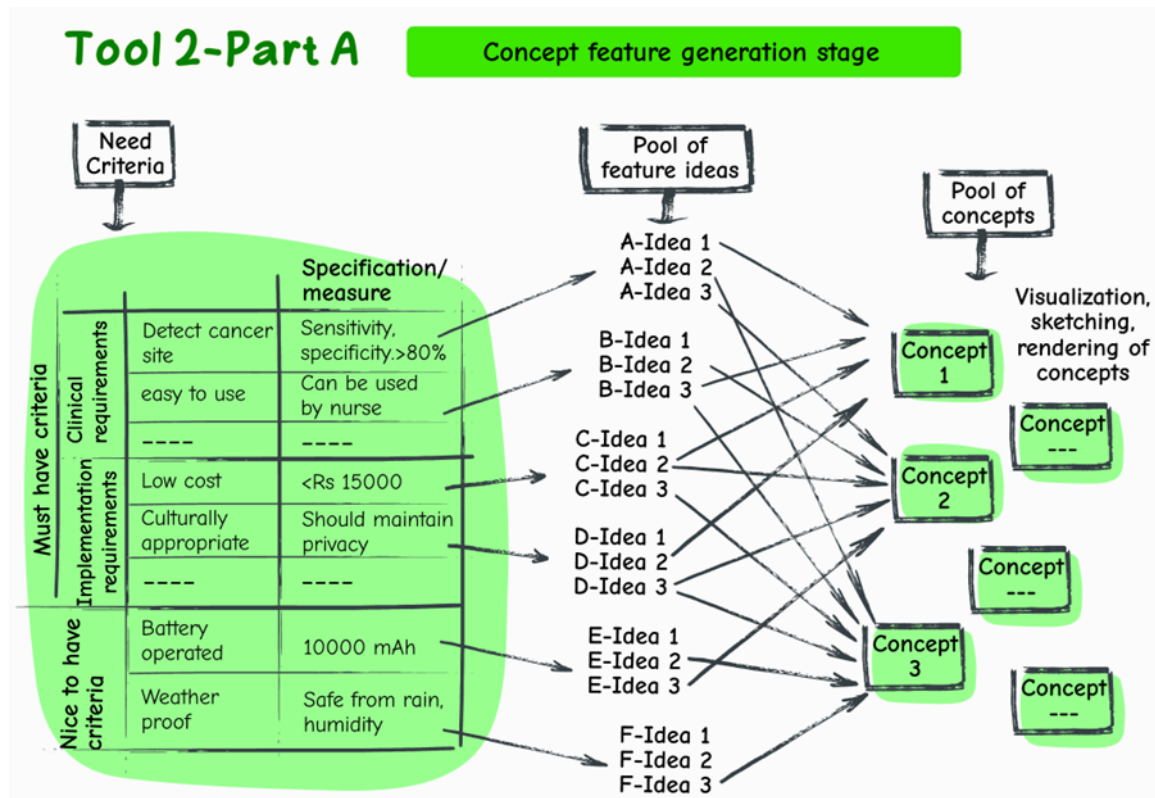 Tool 2-Part A
Concept feature generation stage
Need
Criteria
Pool of
feature ideas
Pool of
concepts
Specification/
measure
Must have criteria
Clinical
requirements
Detect cancer
site
Sensitivity,
specificity.>80%
easy to use
Can be used
by nurse
----
----
Implementation
requirements
Low cost
<Rs 15000
Culturally
appropriate
Should maintain
privacy
----
----
Nice to have
criteria
Battery
operated
10000 mAh
Weather
proof
Safe from rain,
humidity
A-Idea 1
A-Idea 2
A-Idea 3
B-Idea 1
B-Idea 2
B-Idea 3
C-Idea 1
C-Idea 2
C-Idea 3
D-Idea 1
D-Idea 2
D-Idea 3
E-Idea 1
E-Idea 2
E-Idea 3
F-Idea 1
F-Idea 2
F-Idea 3
Visualization,
sketching,
rendering of
concepts
Concept
1
Concept
---
Concept
2
Concept
---
Concept
3
Concept
---